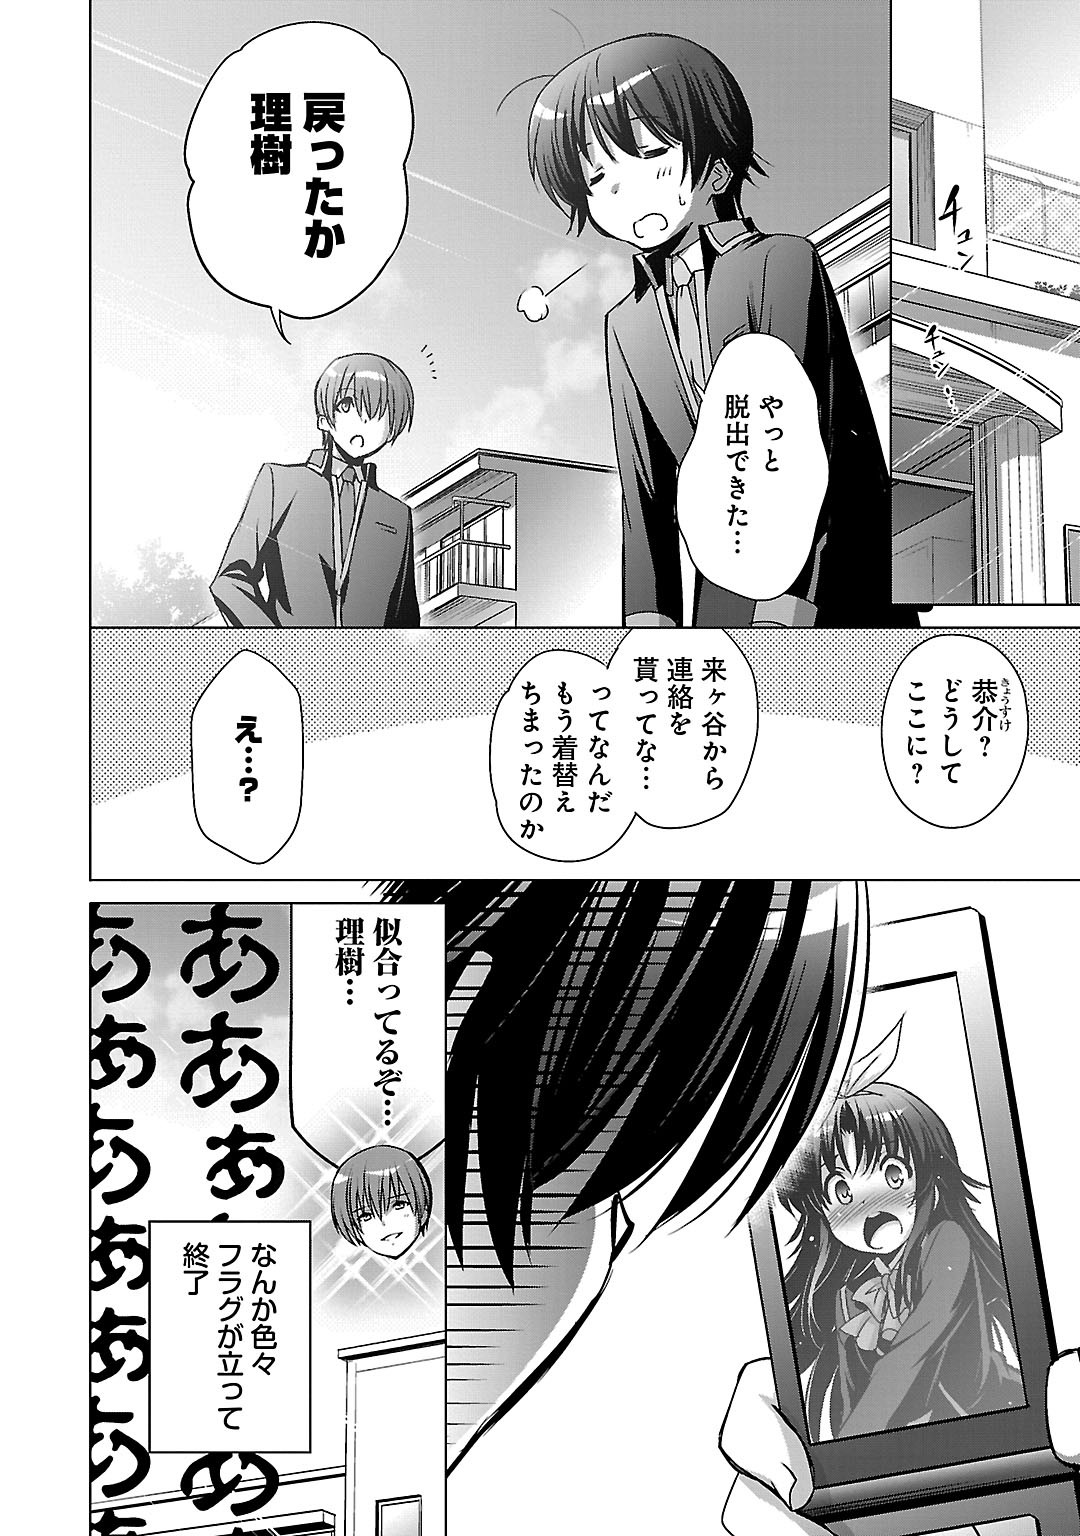 チュン
チュン…
やっと
脱出できた…
戻ったか
理樹
恭介?
きょうすけ
どうして
ここに?
来ヶ谷から
連絡を
貰ってな…
ってなんだ
もう着替え
ちまったのか
え…?
似合ってるぞ…
理樹…
なんか色々
フラグが立って
終了
あああぁ
ああああああ